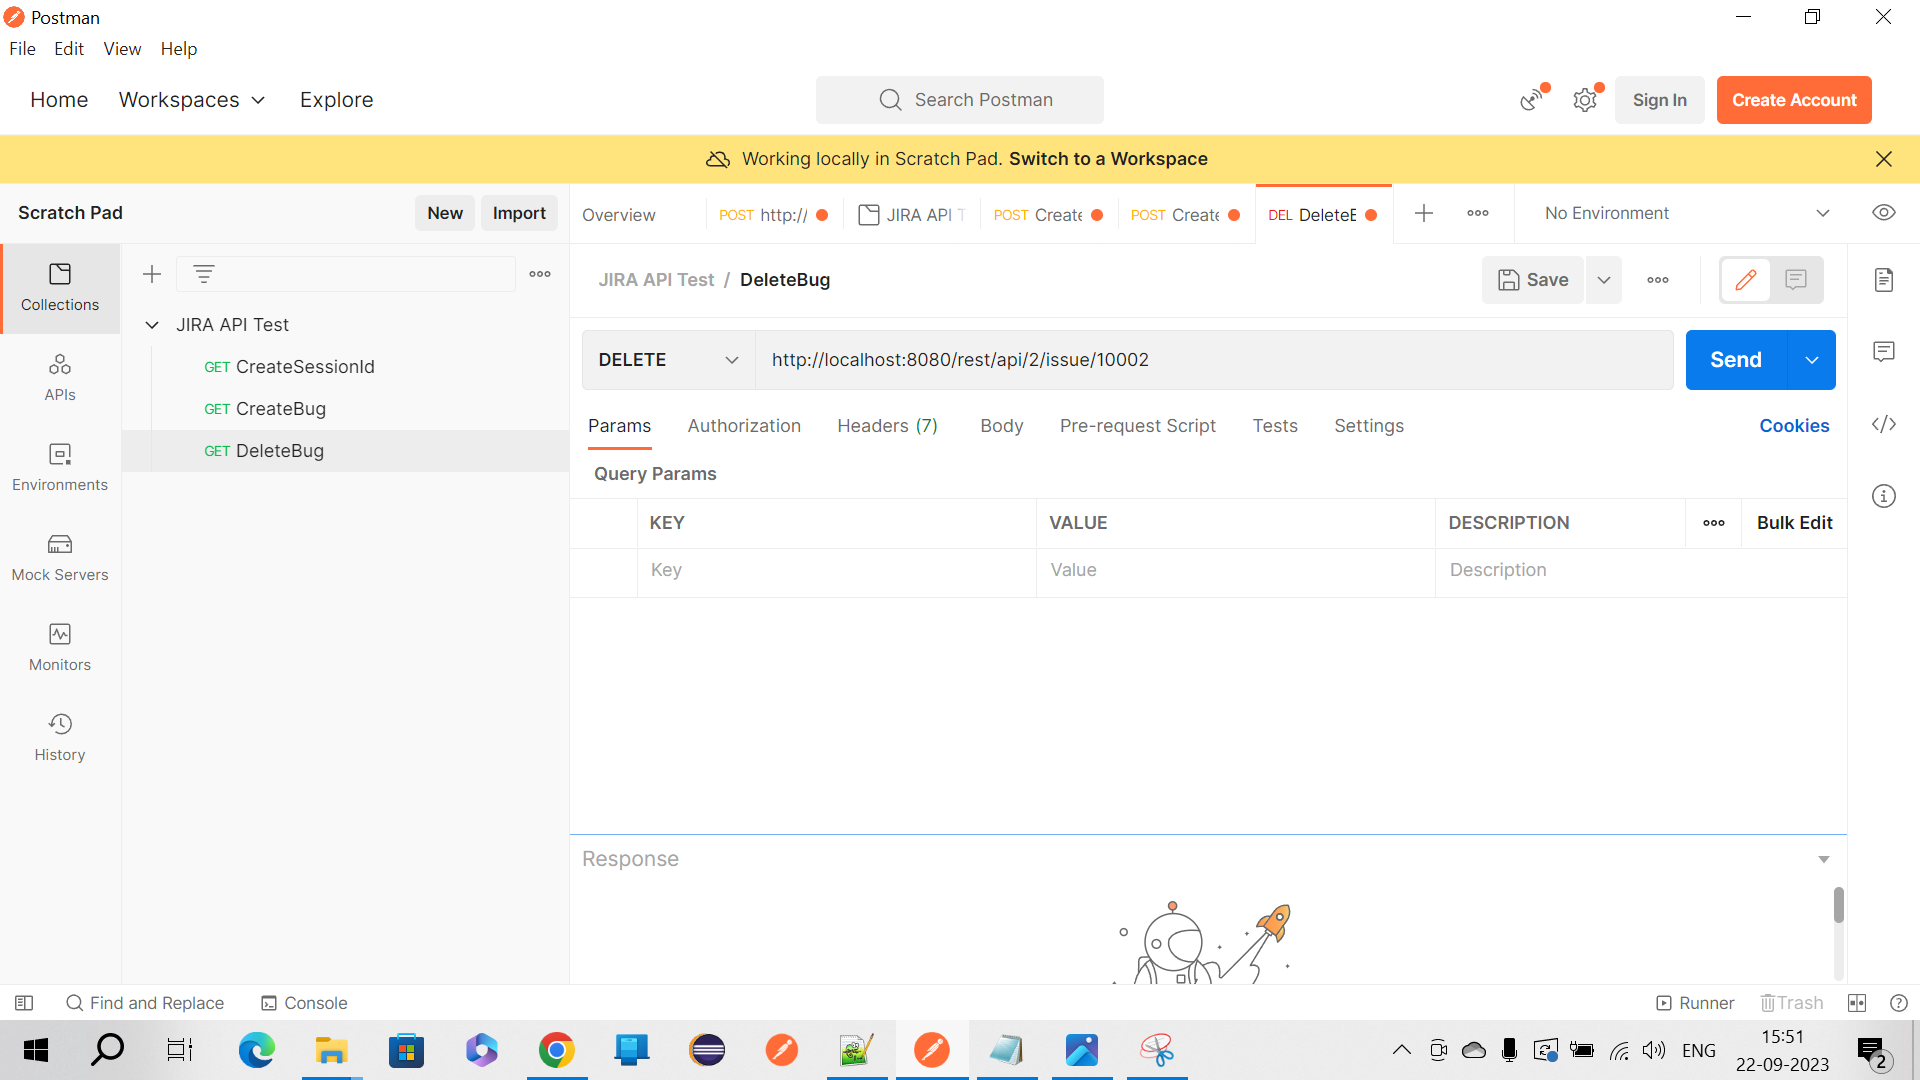 Postman
File Edit View Help
Home Workspaces Explore Search Postman Sign In Create Account
Working locally in Scratch Pad. Switch to a Workspace
Scratch Pad New Import Overview POST http:// JIRA API T POST Create POST Create DEL DeleteB No Environment
Collections
APIs
Environments
Mock Servers
Monitors
History
JIRA API Test
GET CreateSessionId
GET CreateBug
GET DeleteBug
JIRA API Test / DeleteBug Save
DELETE http://localhost:8080/rest/api/2/issue/10002 Send
Params Authorization Headers (7) Body Pre-request Script Tests Settings Cookies
Query Params
KEY VALUE DESCRIPTION Bulk Edit
Key Value Description
Response
Find and Replace Console Runner Trash
ENG 15:51
22-09-2023 2